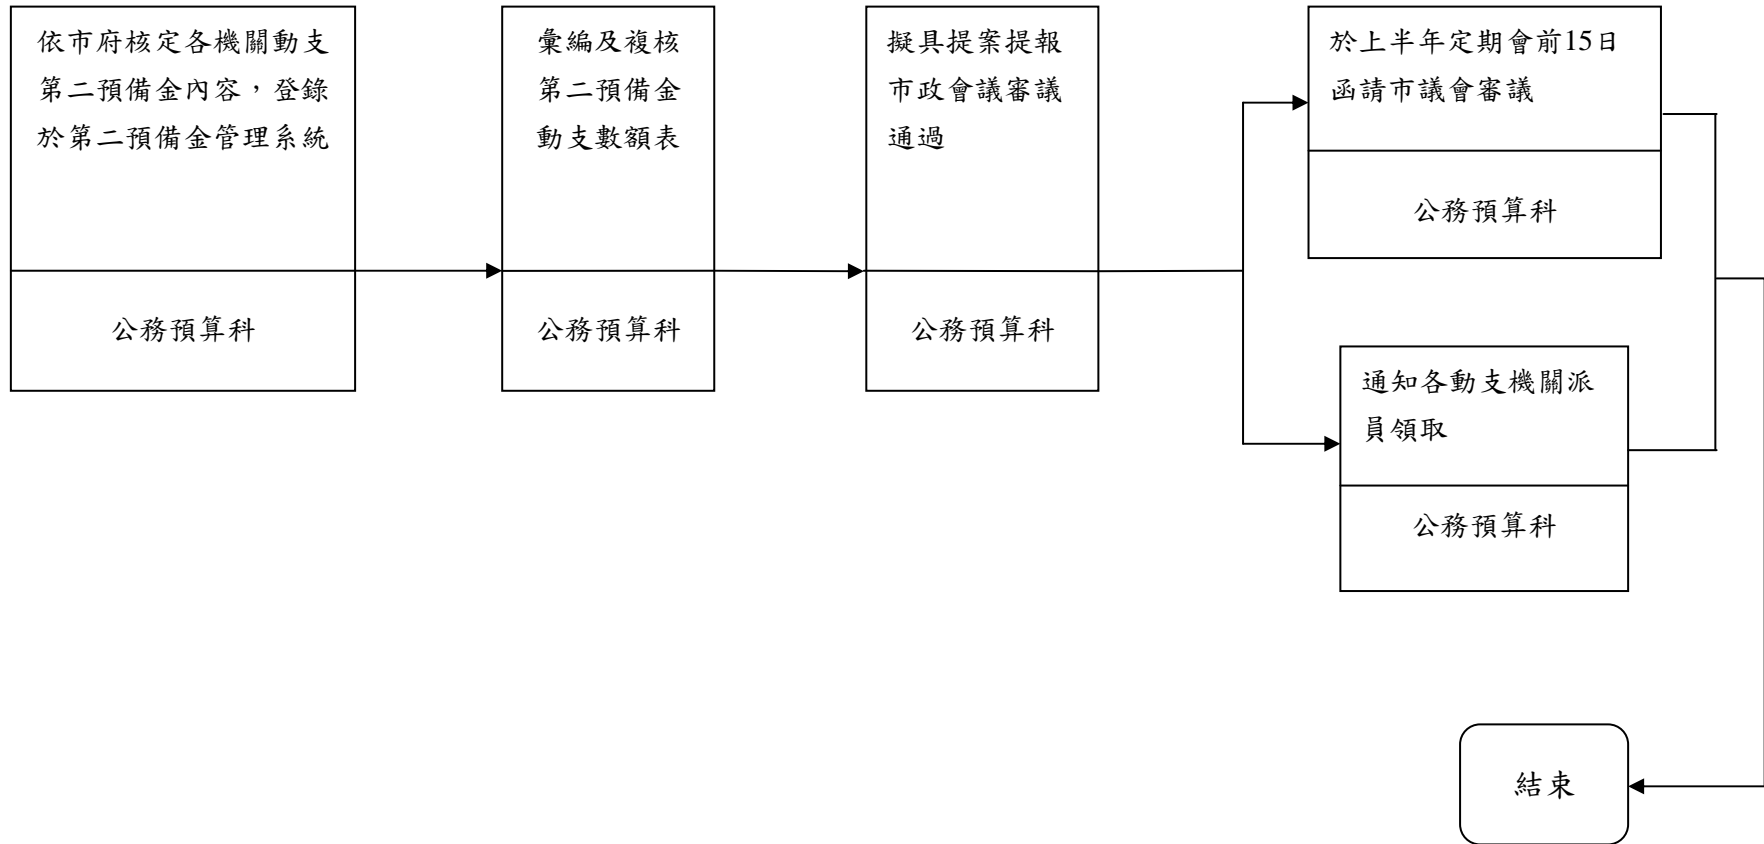 依市府核定各機關動支
第二預備金內容，登錄
於第二預備金管理系統
公務預算科
彙編及複核
第二預備金
動支數額表
公務預算科
擬具提案提報
市政會議審議
通過
公務預算科
於上半年定期會前15日
函請市議會審議
公務預算科
通知各動支機關派
員領取
公務預算科
結束